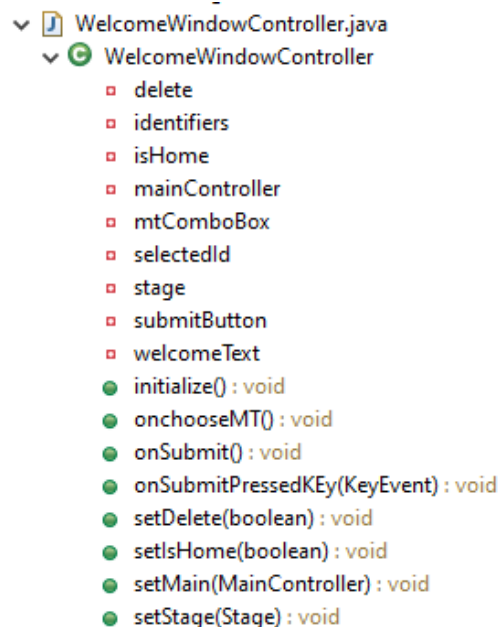 WelcomeWindowController.java
WelcomeWindowController
delete
identifiers
isHome
mainController
mtComboBox
selectedId
stage
submitButton
welcomeText
initialize() : void
onchooseMT() : void
onSubmit() : void
onSubmitPressedKEy(KeyEvent) : void
setDelete(boolean) : void
setIsHome(boolean) : void
setMain(MainController) : void
setStage(Stage) : void